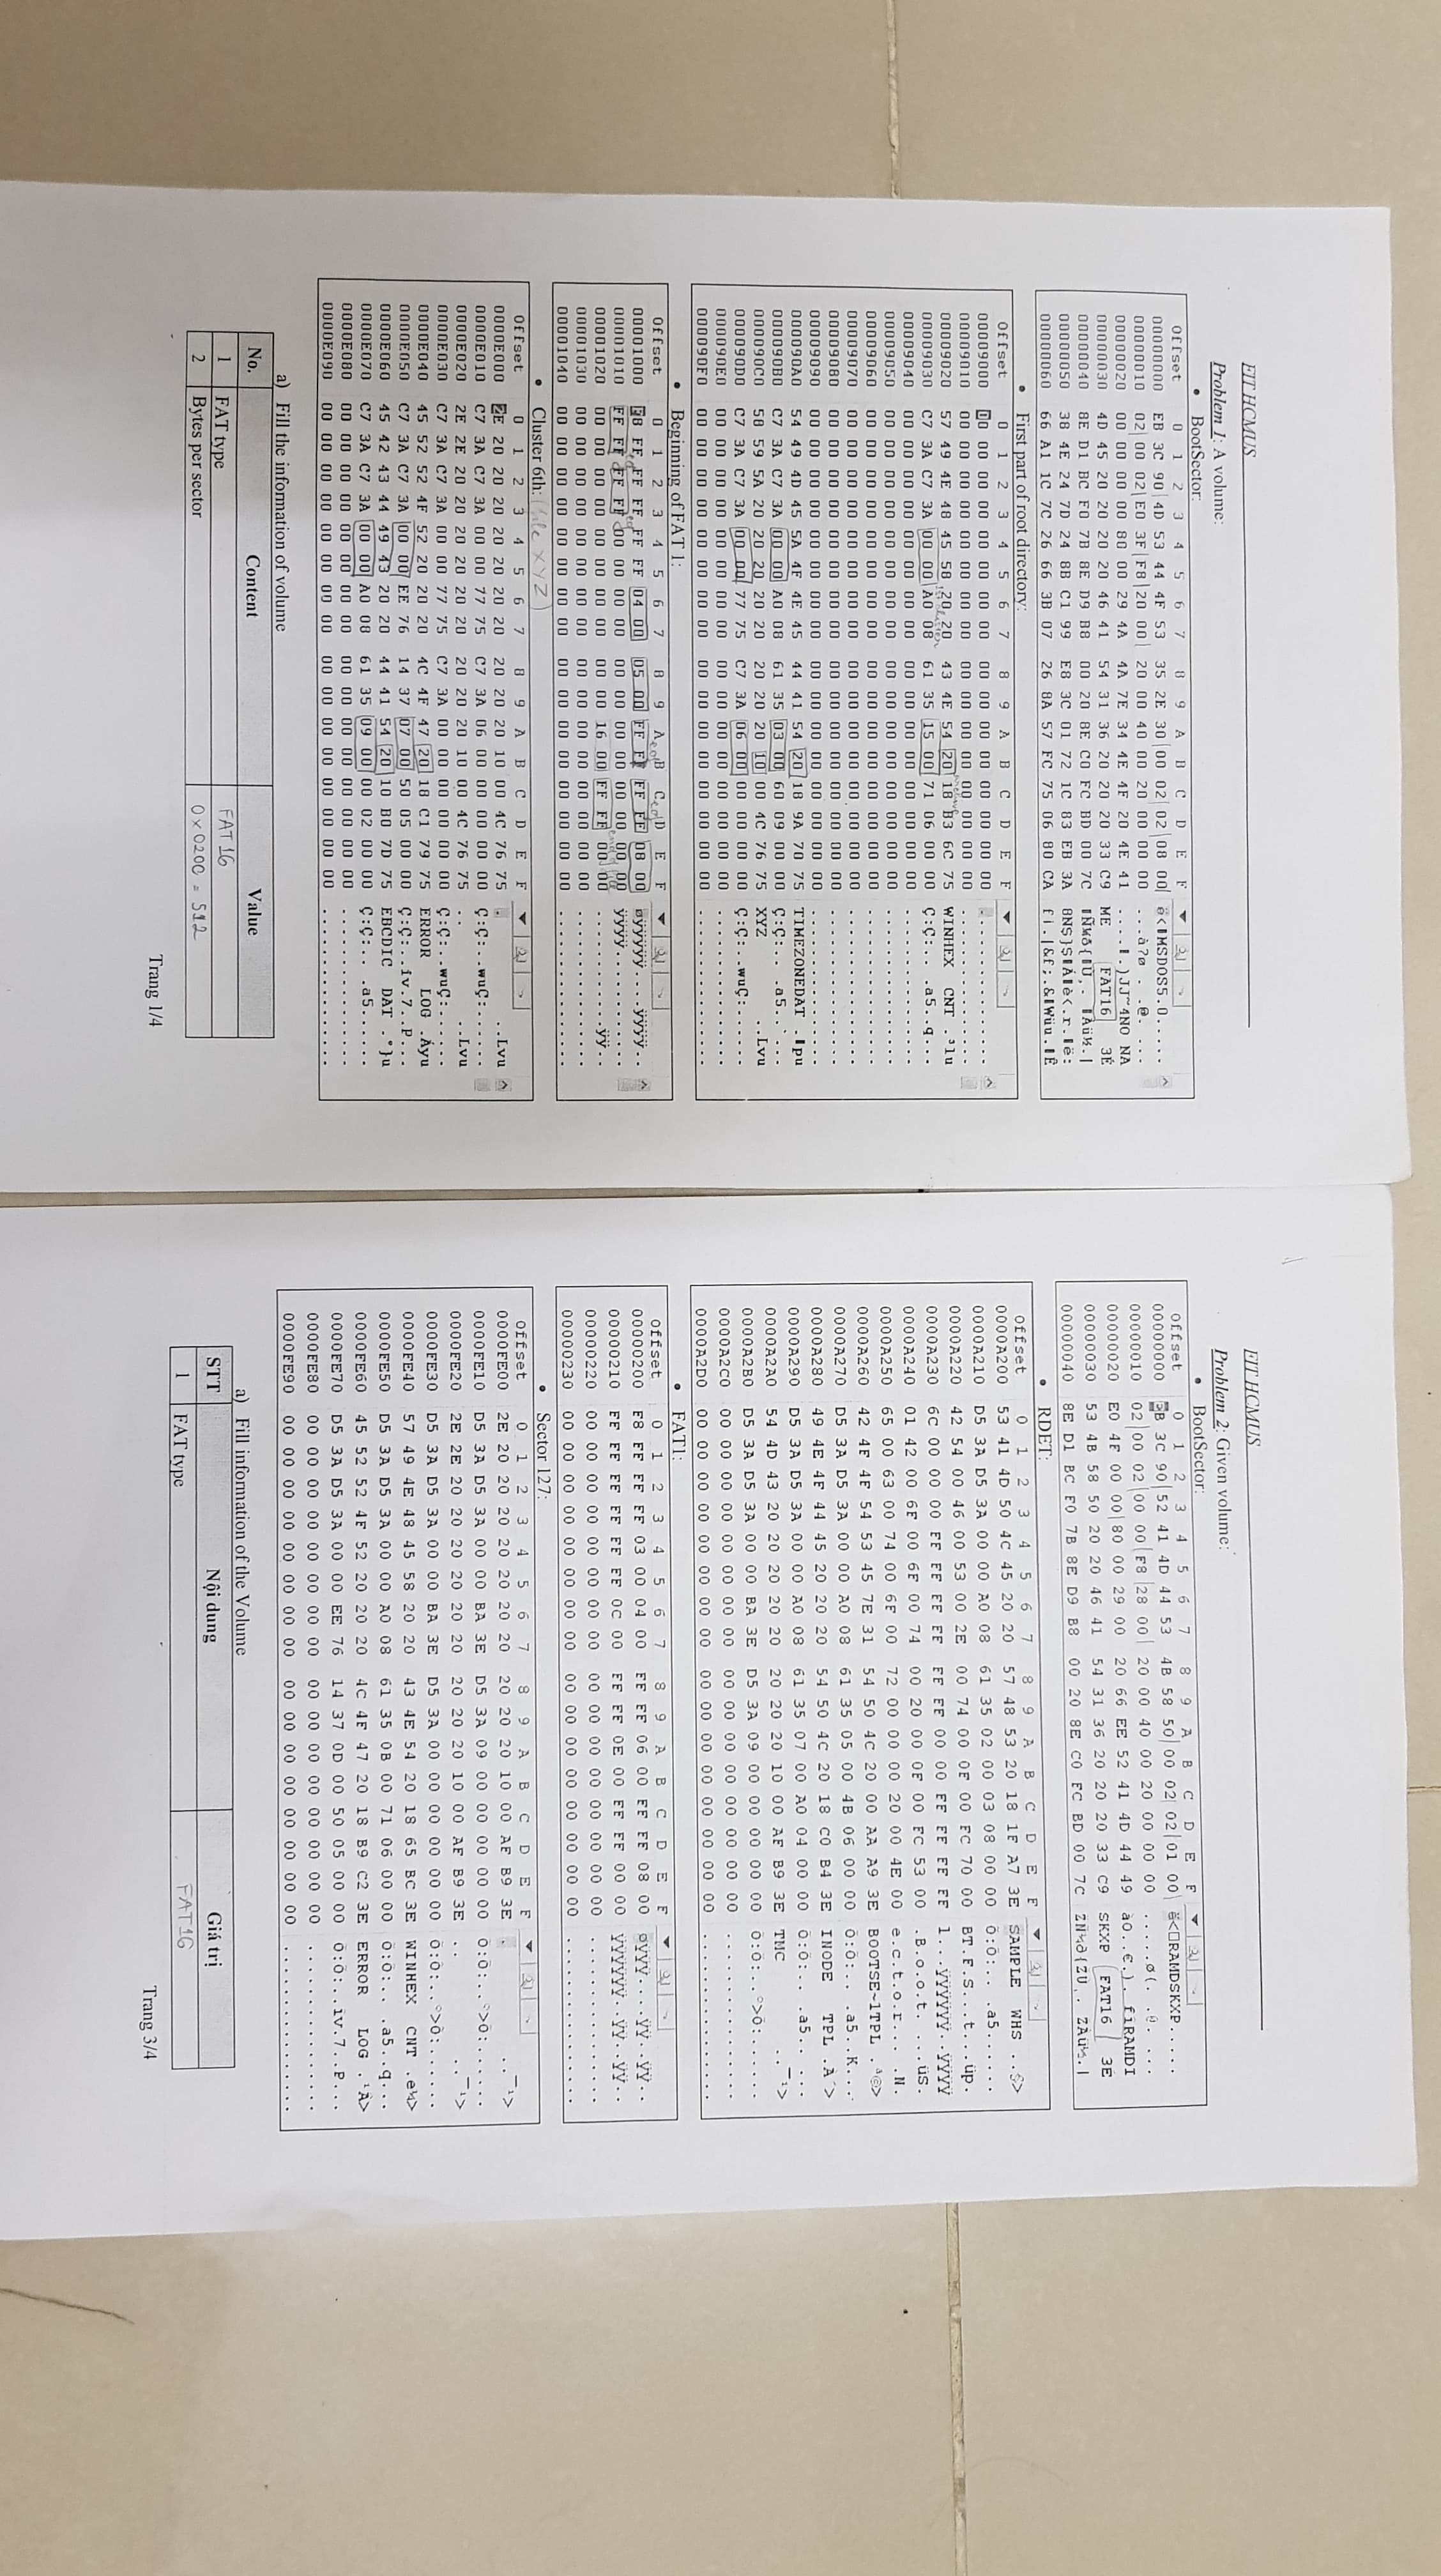 FIT HCMUS
Problem 1: A volume:
• BootSector:
Offset 0 1 2 3 4 5 6 7 8 9 A B C D E F
00000000 EB 3C 90 4D 53 44 4F 53 35 2E 30 00 02 02 08 00 ë<MSDOS5.0.....
00000010 02 00 02 E0 3F F8 20 00 20 00 40 00 20 00 00 00 ...à?ø . .@. ...
00000020 00 00 00 00 80 00 29 4A 4A 7E 34 4E 4F 20 4E 41 .)JJ~4NO NA
00000030 4D 45 20 20 20 20 46 41 54 31 36 20 20 20 33 C9 ME FAT16 3É
00000040 8E D1 BC F0 7B 8E D9 B8 00 20 8E C0 FC BD 00 7C
00000050 38 4E 24 7D 24 8B C1 99 E8 3C 01 72 1C 83 EB 3A
00000060 66 A1 1C 7C 26 66 3B 07 26 8A 57 FC 75 06 80 CA
• First part of root directory:
Offset 0 1 2 3 4 5 6 7 8 9 A B C D E F
00009000 00 00 00 00 00 00 00 00 00 00 00 00 00 00 00 00 ................
00009010 00 00 00 00 00 00 00 00 00 00 00 00 00 00 00 00 ................
archive
00009020 57 49 4E 48 45 58 20 20 43 4E 54 20 18 B3 6C 75 WINHEX CNT .³lu
00009030 C7 3A C7 3A 00 00 A0 08 61 35 15 00 71 06 00 00 Ç:Ç:.. .a5..q...
00009040 00 00 00 00 00 00 00 00 00 00 00 00 00 00 00 00 ................
00009050 00 00 00 00 00 00 00 00 00 00 00 00 00 00 00 00 ................
00009060 00 00 00 00 00 00 00 00 00 00 00 00 00 00 00 00 ................
00009070 00 00 00 00 00 00 00 00 00 00 00 00 00 00 00 00 ................
00009080 00 00 00 00 00 00 00 00 00 00 00 00 00 00 00 00 ................
00009090 00 00 00 00 00 00 00 00 00 00 00 00 00 00 00 00 ................
000090A0 54 49 4D 45 5A 4F 4E 45 44 41 54 20 18 9A 70 75 TIMEZONEDAT .pu
000090B0 C7 3A C7 3A 00 00 A0 08 61 35 03 00 60 09 00 00 Ç:Ç:.. .a5..`...
000090C0 58 59 5A 20 20 20 20 20 20 20 20 10 00 4C 76 75 XYZ ..Lvu
000090D0 C7 3A C7 3A 00 00 77 75 C7 3A 06 00 00 00 00 00 Ç:Ç:..wuÇ:......
000090E0 00 00 00 00 00 00 00 00 00 00 00 00 00 00 00 00 ................
000090F0 00 00 00 00 00 00 00 00 00 00 00 00 00 00 00 00 ................
• Beginning of FAT 1:
Offset 0 1 2 3 4 5 6 7 8 9 A B C D E F
00001000 F8 FF FF FF FF FF 04 00 05 00 FF FF FF FF 08 00 øÿÿÿÿÿ....ÿÿÿÿ..
00001010 FF FF FF FF 00 00 00 00 00 00 00 00 00 00 00 00 ÿÿÿÿ............
end of file
00001020 00 00 00 00 00 00 00 00 00 00 16 00 FF FF 00 00 ............ÿÿ..
00001030 00 00 00 00 00 00 00 00 00 00 00 00 00 00 00 00 ................
00001040 00 00 00 00 00 00 00 00 00 00 00 00 00 00 00 00 ................
• Cluster 6th: (file XYZ)
Offset 0 1 2 3 4 5 6 7 8 9 A B C D E F
0000E000 2E 20 20 20 20 20 20 20 20 20 20 10 00 4C 76 75 . ..Lvu
0000E010 C7 3A C7 3A 00 00 77 75 C7 3A 06 00 00 00 00 00 Ç:Ç:..wuÇ:......
0000E020 2E 2E 20 20 20 20 20 20 20 20 20 10 00 4C 76 75 .. ..Lvu
0000E030 C7 3A C7 3A 00 00 77 75 C7 3A 00 00 00 00 00 00 Ç:Ç:..wuÇ:......
0000E040 45 52 52 4F 52 20 20 20 4C 4F 47 20 18 C1 79 75 ERROR LOG .Áyu
0000E050 C7 3A C7 3A 00 00 EE 76 14 37 07 00 50 05 00 00 Ç:Ç:..îv.7..P...
0000E060 45 42 43 44 49 43 20 20 44 41 54 20 10 B0 7D 75 EBCDIC DAT .°}u
0000E070 C7 3A C7 3A 00 00 A0 08 61 35 09 00 00 02 00 00 Ç:Ç:.. .a5......
0000E080 00 00 00 00 00 00 00 00 00 00 00 00 00 00 00 00 ................
0000E090 00 00 00 00 00 00 00 00 00 00 00 00 00 00 00 00 ................
a) Fill the information of volume
No. Content Value
1 FAT type FAT16
2 Bytes per sector 0x0200 = 512
Trang 1/4
FIT HCMUS
Problem 2: Given volume:
• BootSector:
Offset 0 1 2 3 4 5 6 7 8 9 A B C D E F
00000000 EB 3C 90 52 41 4D 44 53 4B 58 50 00 02 02 01 00 ë<RAMDSKXP.....
00000010 02 00 02 00 00 F8 28 00 20 00 40 00 20 00 00 00 .....ø(. .@. ...
00000020 E0 4F 00 00 80 00 29 00 20 66 EE 52 41 4D 44 49 àO..€.). fîRAMDI
00000030 53 4B 58 50 20 20 46 41 54 31 36 20 20 20 33 C9 SKXP FAT16 3É
00000040 8E D1 BC F0 7B 8E D9 B8 00 20 8E C0 FC BD 00 7C ŽÑ¼ð{ŽÙ¸. ŽÀü½.|
• RDET:
Offset 0 1 2 3 4 5 6 7 8 9 A B C D E F
0000A200 53 41 4D 50 4C 45 20 20 57 48 53 20 18 1F A7 3E SAMPLE WHS ..§>
0000A210 D5 3A D5 3A 00 00 A0 08 61 35 02 00 03 08 00 00 Õ:Õ:.. .a5......
0000A220 42 54 00 46 00 53 00 2E 00 74 00 0F 00 FC 70 00 BT.F.S...t...üp.
0000A230 6C 00 00 00 FF FF FF FF FF FF 00 00 FF FF FF FF l...ÿÿÿÿÿÿ..ÿÿÿÿ
0000A240 01 42 00 6F 00 6F 00 74 00 20 00 0F 00 FC 53 00 .B.o.o.t. ...üS.
0000A250 65 00 63 00 74 00 6F 00 72 00 00 00 20 00 4E 00 e.c.t.o.r... .N.
0000A260 42 4F 4F 54 53 45 7E 31 54 50 4C 20 00 AA A9 3E BOOTSE~1TPL .ª©>
0000A270 D5 3A D5 3A 00 00 A0 08 61 35 05 00 4B 06 00 00 Õ:Õ:.. .a5..K...
0000A280 49 4E 4F 44 45 20 20 20 54 50 4C 20 18 C0 B4 3E INODE TPL .À´>
0000A290 D5 3A D5 3A 00 00 A0 08 61 35 07 00 A0 04 00 00 Õ:Õ:.. .a5.. ...
0000A2A0 54 4D 43 20 20 20 20 20 20 20 20 10 00 AF B9 3E TMC ..¯¹>
0000A2B0 D5 3A D5 3A 00 00 BA 3E D5 3A 09 00 00 00 00 00 Õ:Õ:..º>Õ:......
0000A2C0 00 00 00 00 00 00 00 00 00 00 00 00 00 00 00 00 ................
0000A2D0 00 00 00 00 00 00 00 00 00 00 00 00 00 00 00 00 ................
• FAT1:
Offset 0 1 2 3 4 5 6 7 8 9 A B C D E F
00000200 F8 FF FF FF 03 00 04 00 FF FF 06 00 FF FF 08 00 øÿÿÿ....ÿÿ..ÿÿ..
00000210 FF FF FF FF FF FF 0C 00 FF FF 0E 00 FF FF 00 00 ÿÿÿÿÿÿ..ÿÿ..ÿÿ..
00000220 00 00 00 00 00 00 00 00 00 00 00 00 00 00 00 00 ................
00000230 00 00 00 00 00 00 00 00 00 00 00 00 00 00 00 00 ................
• Sector 127:
Offset 0 1 2 3 4 5 6 7 8 9 A B C D E F
0000FE00 2E 20 20 20 20 20 20 20 20 20 20 10 00 AF B9 3E . ..¯¹>
0000FE10 D5 3A D5 3A 00 00 BA 3E D5 3A 09 00 00 00 00 00 Õ:Õ:..º>Õ:......
0000FE20 2E 2E 20 20 20 20 20 20 20 20 20 10 00 AF B9 3E .. ..¯¹>
0000FE30 D5 3A D5 3A 00 00 BA 3E D5 3A 00 00 00 00 00 00 Õ:Õ:..º>Õ:......
0000FE40 57 49 4E 48 45 58 20 20 43 4E 54 20 18 65 BC 3E WINHEX CNT .e¼>
0000FE50 D5 3A D5 3A 00 00 A0 08 61 35 0B 00 71 06 00 00 Õ:Õ:.. .a5..q...
0000FE60 45 52 52 4F 52 20 20 20 4C 4F 47 20 18 B9 C2 3E ERROR LOG .¹Â>
0000FE70 D5 3A D5 3A 00 00 EE 76 14 37 0D 00 50 05 00 00 Õ:Õ:..îv.7..P...
0000FE80 00 00 00 00 00 00 00 00 00 00 00 00 00 00 00 00 ................
0000FE90 00 00 00 00 00 00 00 00 00 00 00 00 00 00 00 00 ................
a) Fill information of the Volume
STT Nội dung Giá trị
1 FAT type FAT16
Trang 3/4